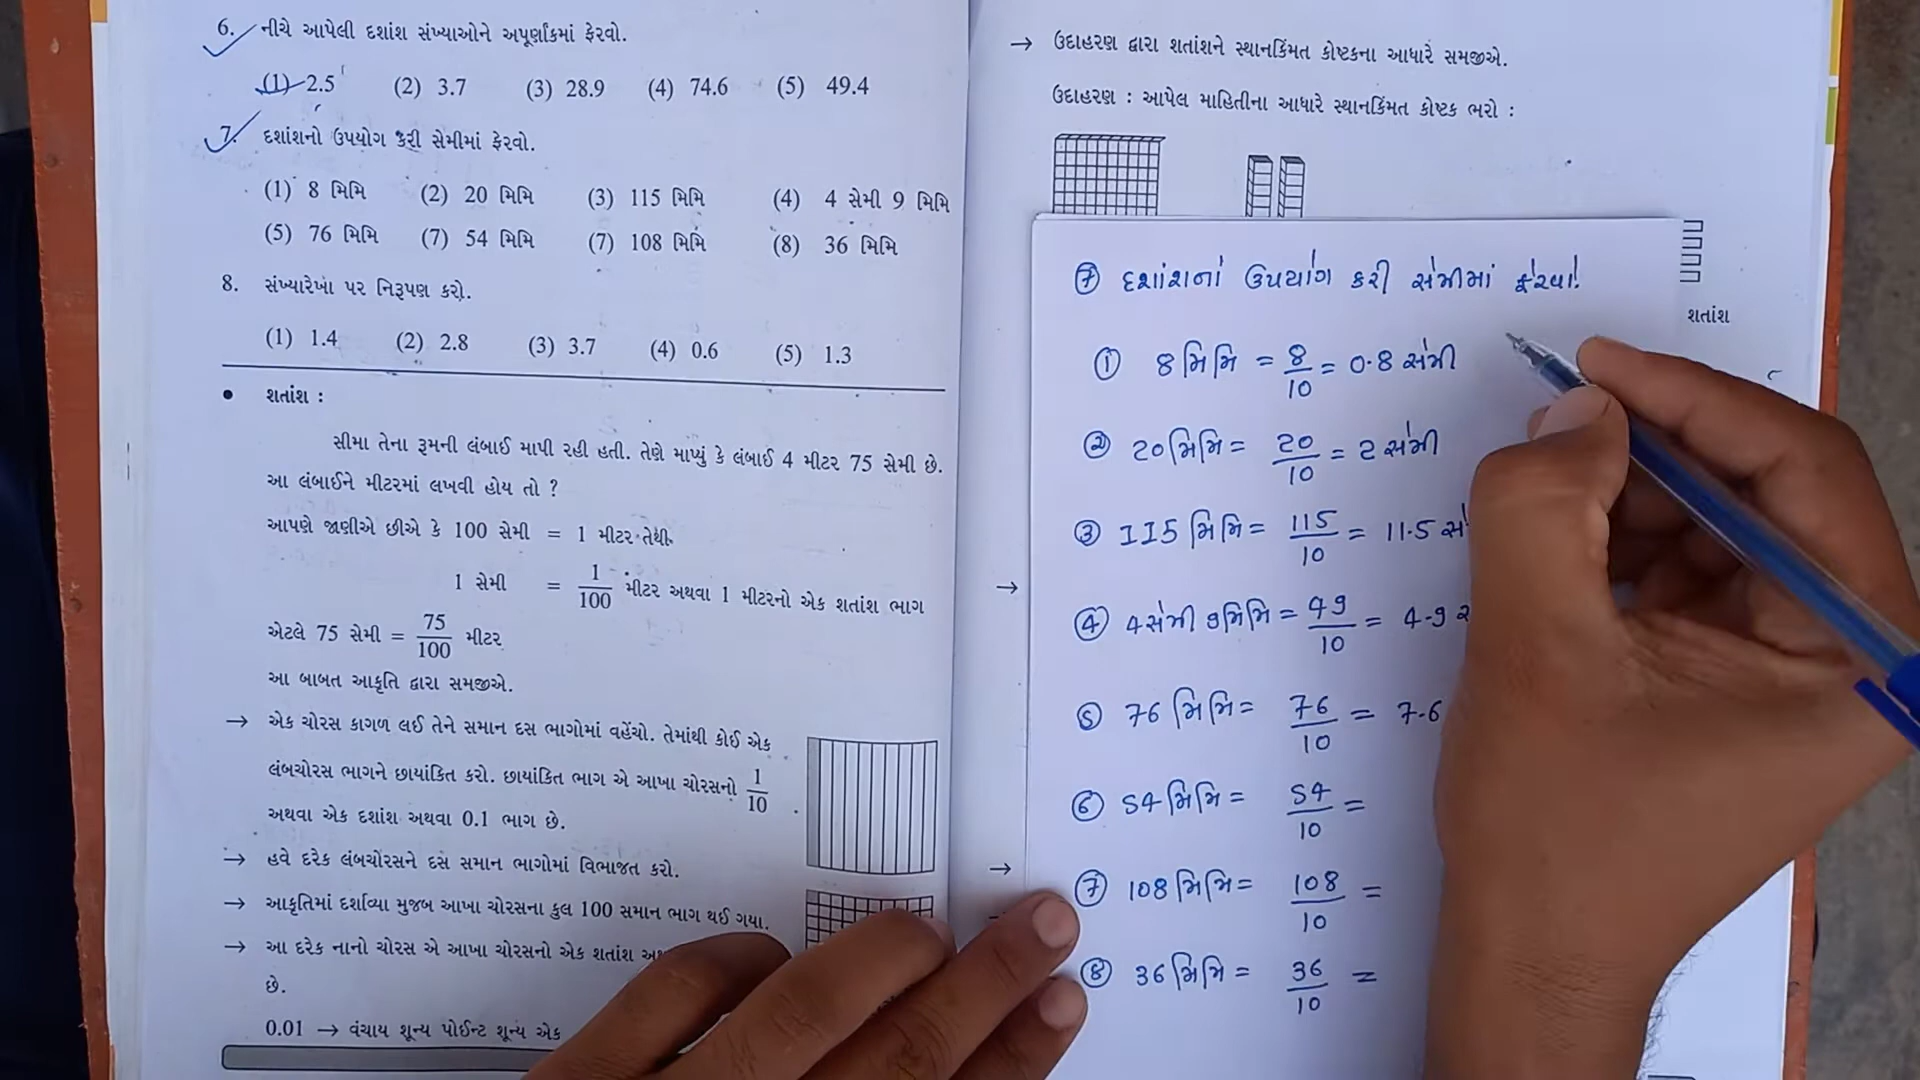 6. નીચે આપેલી દશાંશ સંખ્યાઓને અપૂર્ણાંકમાં ફેરવો.
(1) 2.5 (2) 3.7 (3) 28.9 (4) 74.6 (5) 49.4
7. દશાંશનો ઉપયોગ કરી સેમીમાં ફેરવો.
(1) 8 મિમિ (2) 20 મિમિ (3) 115 મિમિ (4) 4 સેમી 9 મિમિ
(5) 76 મિમિ (7) 54 મિમિ (7) 108 મિમિ (8) 36 મિમિ
8. સંખ્યારેખા પર નિરૂપણ કરો.
(1) 1.4 (2) 2.8 (3) 3.7 (4) 0.6 (5) 1.3
● શતાંશ :
સીમા તેના રૂમની લંબાઈ માપી રહી હતી. તેણે માપ્યું કે લંબાઈ 4 મીટર 75 સેમી છે.
આ લંબાઈને મીટરમાં લખવી હોય તો ?
આપણે જાણીએ છીએ કે 100 સેમી = 1 મીટર તેથી
1 સેમી = 1/100 મીટર અથવા 1 મીટરનો એક શતાંશ ભાગ
એટલે 75 સેમી = 75/100 મીટર
આ બાબત આકૃતિ દ્વારા સમજીએ.
→ એક ચોરસ કાગળ લઈ તેને સમાન દસ ભાગોમાં વહેંચો. તેમાંથી કોઈ એક
લંબચોરસ ભાગને છાયાંકિત કરો. છાયાંકિત ભાગ એ આખા ચોરસનો 1/10
અથવા એક દશાંશ અથવા 0.1 ભાગ છે.
→ હવે દરેક લંબચોરસને દસ સમાન ભાગોમાં વિભાજત કરો.
→ આકૃતિમાં દર્શાવ્યા મુજબ આખા ચોરસના કુલ 100 સમાન ભાગ થઈ ગયા.
→ આ દરેક નાનો ચોરસ એ આખા ચોરસનો એક શતાંશ
છે.
0.01 → વંચાય શૂન્ય પોઈન્ટ શૂન્ય એક
→ ઉદાહરણ દ્વારા શતાંશને સ્થાનકિંમત કોષ્ટકના આધારે સમજીએ.
ઉદાહરણ : આપેલ માહિતીના આધારે સ્થાનકિંમત કોષ્ટક ભરો :
શતાંશ
→
→
⑦ દશાંશનો ઉપયોગ કરી સેમીમાં ફેરવો.
① 8 મિમિ = 8/10 = 0.8 સેમી
② 20 મિમિ = 20/10 = 2 સેમી
③ 115 મિમિ = 115/10 = 11.5
④ 4 સેમી 9 મિમિ = 49/10 = 4.9
⑤ 76 મિમિ = 76/10 = 7.6
⑥ 54 મિમિ = 54/10 =
⑦ 108 મિમિ = 108/10 =
⑧ 36 મિમિ = 36/10 =